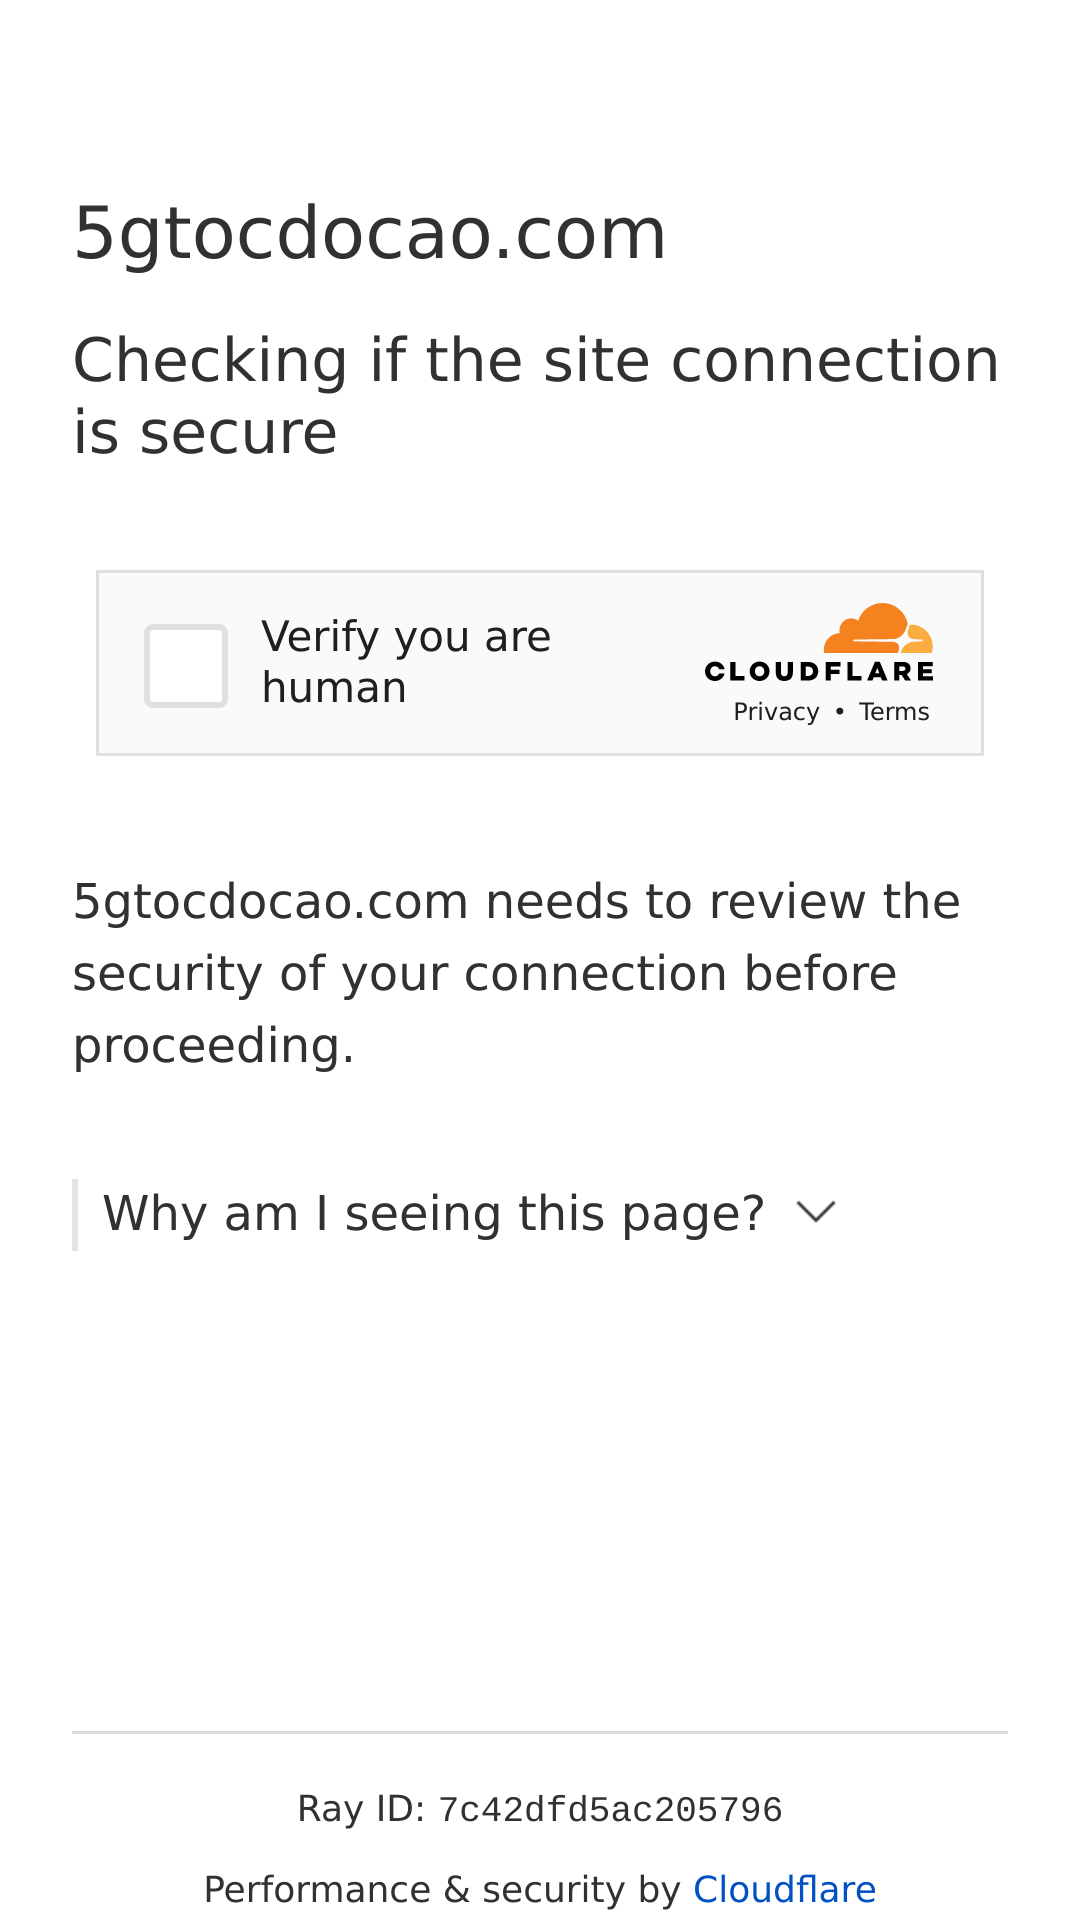 5gtocdocao.com
Checking if the site connection
is secure
Verify you are
human
CLOUDFLARE
Privacy • Terms
5gtocdocao.com needs to review the
security of your connection before
proceeding.
Why am I seeing this page?
Ray ID: 7c42dfd5ac205796
Performance & security by Cloudflare